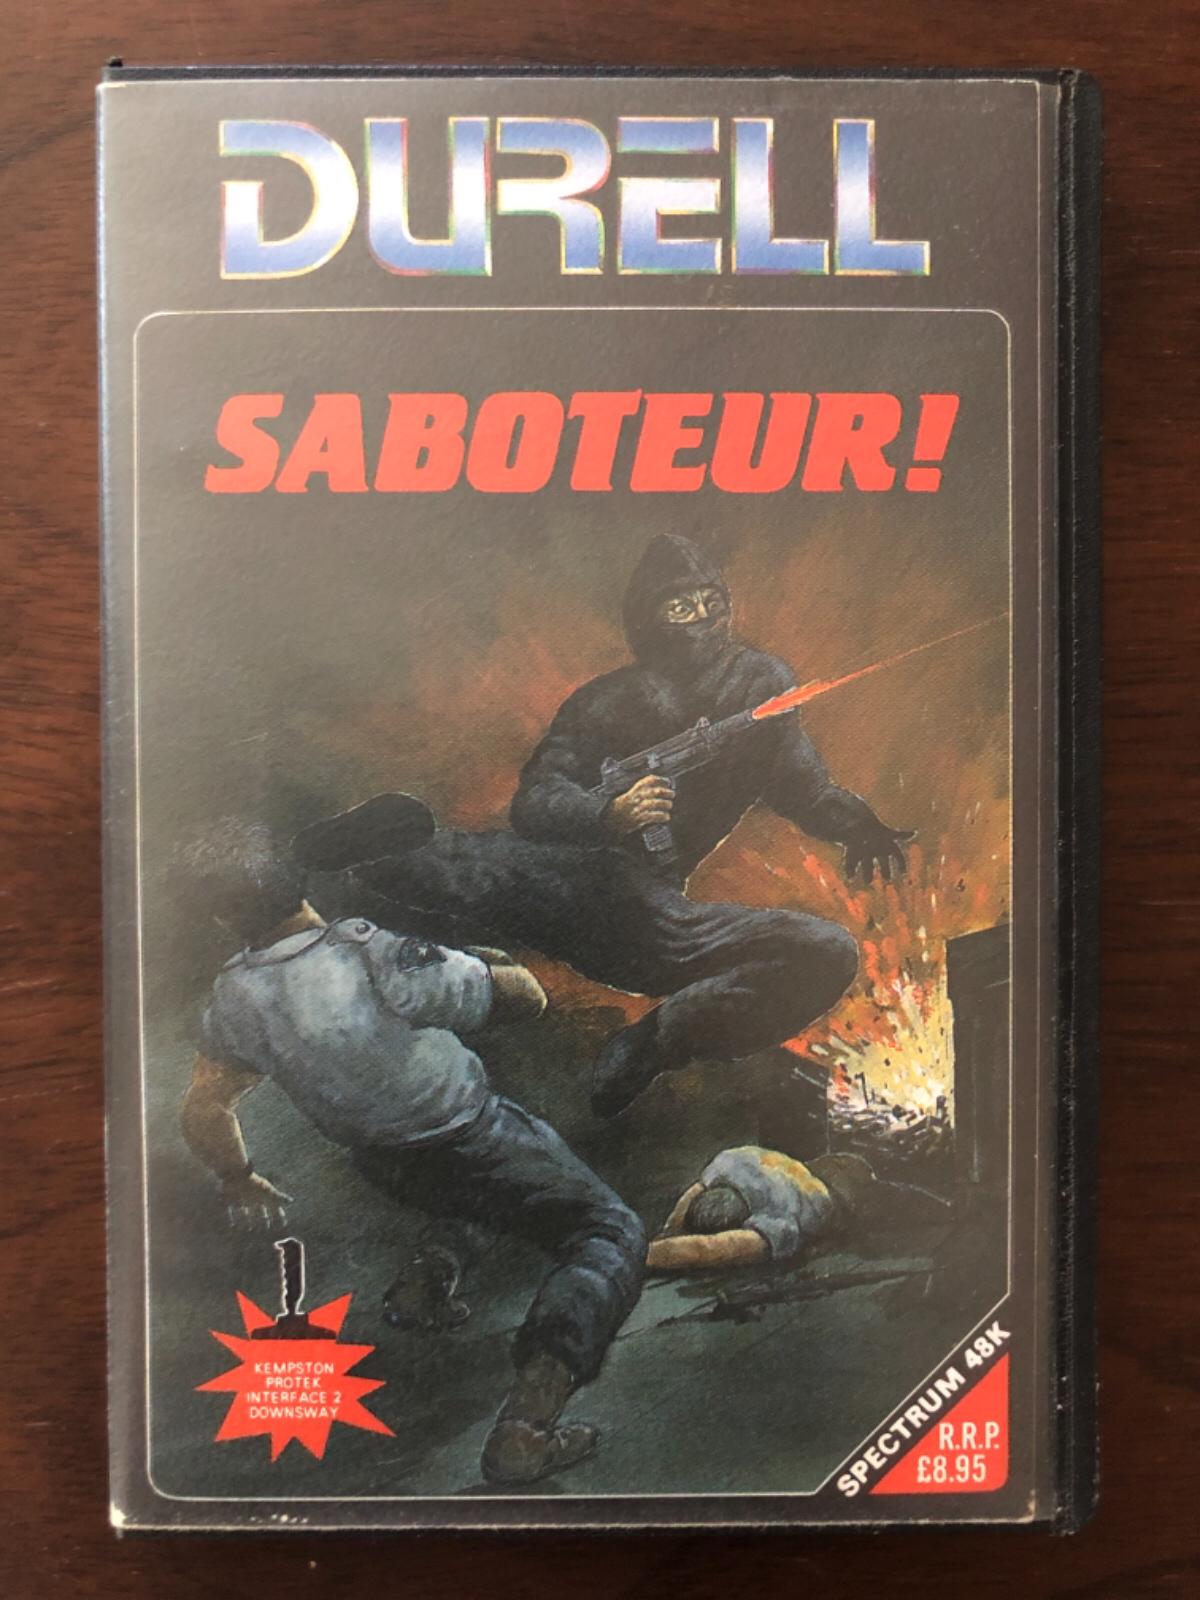 DURELL
SABOTEUR!
KEMPSTON
PROTEK
INTERFACE 2
DOWNSWAY
SPECTRUM 48K
R.R.P.
£8.95